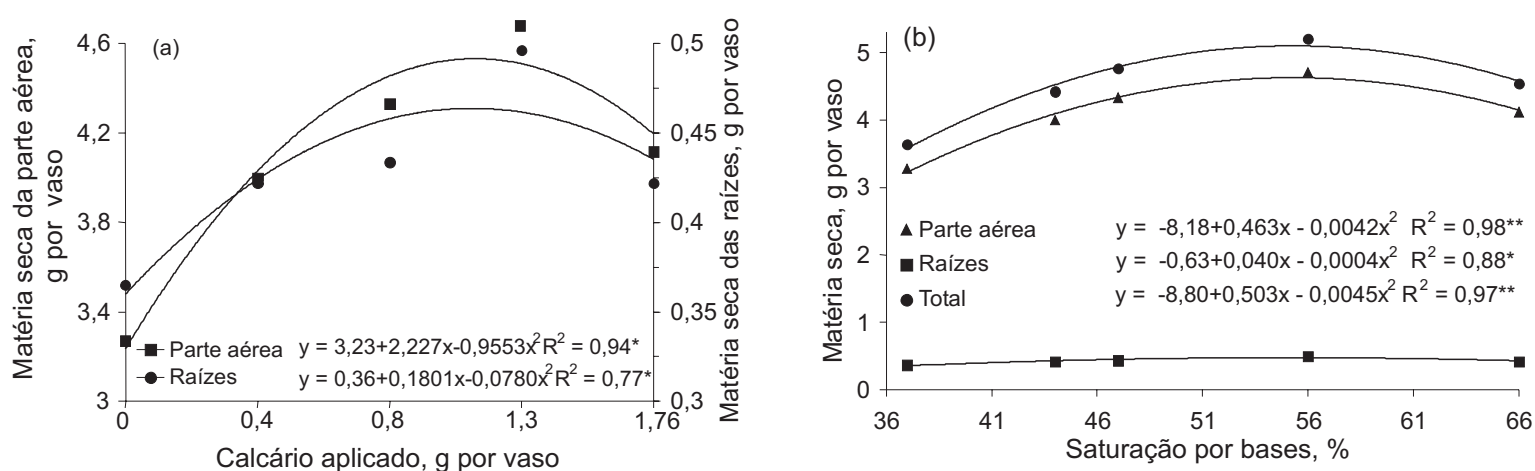 (a)
Matéria seca da parte aérea,
g por vaso
4,6
4,2
3,8
3,4
3
0,5
0,45
0,4
0,35
0,3
Matéria seca das raízes, g por vaso
Parte aérea y = 3,23+2,227x-0,9553x² R² = 0,94*
Raízes y = 0,36+0,1801x-0,0780x² R² = 0,77*
0 0,4 0,8 1,3 1,76
Calcário aplicado, g por vaso
(b)
Matéria seca, g por vaso
5
4
3
2
1
0
Parte aérea y = -8,18+0,463x - 0,0042x² R² = 0,98**
Raízes y = -0,63+0,040x - 0,0004x² R² = 0,88*
Total y = -8,80+0,503x - 0,0045x² R² = 0,97**
36 41 46 51 56 61 66
Saturação por bases, %